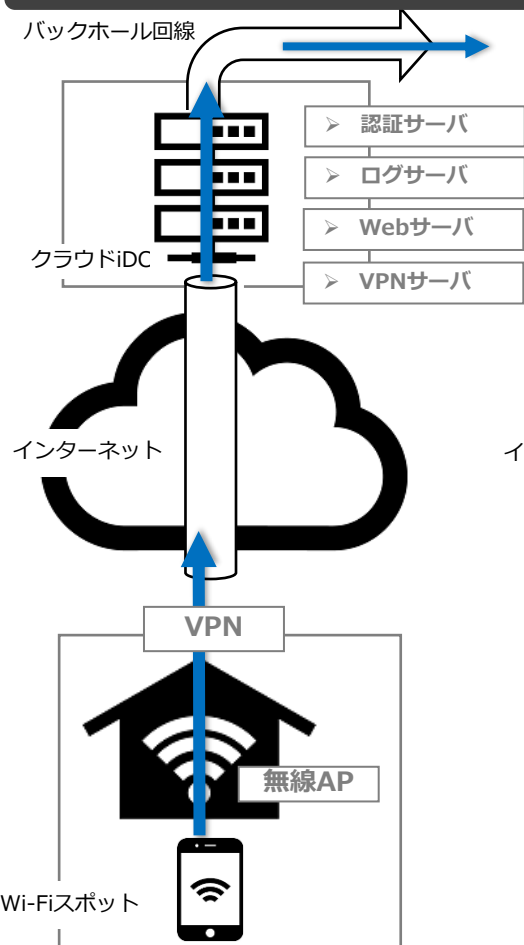 バックホール回線
➢ 認証サーバ
➢ ログサーバ
➢ Webサーバ
クラウドiDC
➢ VPNサーバ
インターネット
イ
VPN
無線AP
Wi-Fiスポット